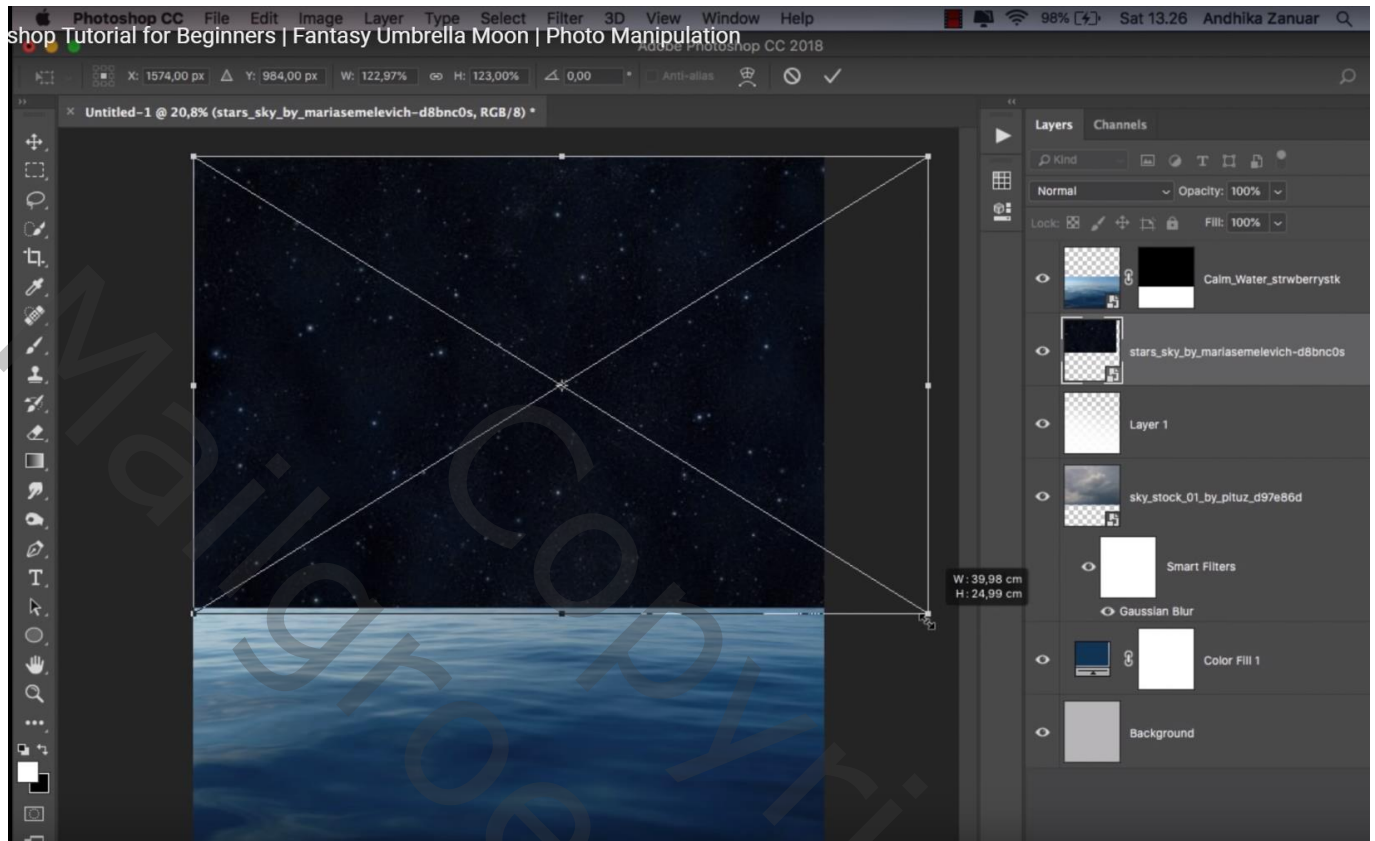 Photoshop CC File Edit Image Layer Type Select Filter 3D View Window Help 98% Sat 13.26 Andhika Zanuar
shop Tutorial for Beginners | Fantasy Umbrella Moon | Photo Manipulation
Adobe Photoshop CC 2018
X: 1574,00 px Y: 984,00 px W: 122,97% H: 123,00% 0,00 ° Anti-alias
× Untitled-1 @ 20,8% (stars_sky_by_mariasemelevich-d8bnc0s, RGB/8) *
Layers Channels
Kind
Normal Opacity: 100%
Lock: Fill: 100%
Calm_Water_strwberrystk
stars_sky_by_mariasemelevich-d8bnc0s
Layer 1
sky_stock_01_by_pltuz_d97e86d
Smart Filters
W: 39,98 cm
H: 24,99 cm
Gaussian Blur
Color Fill 1
Background